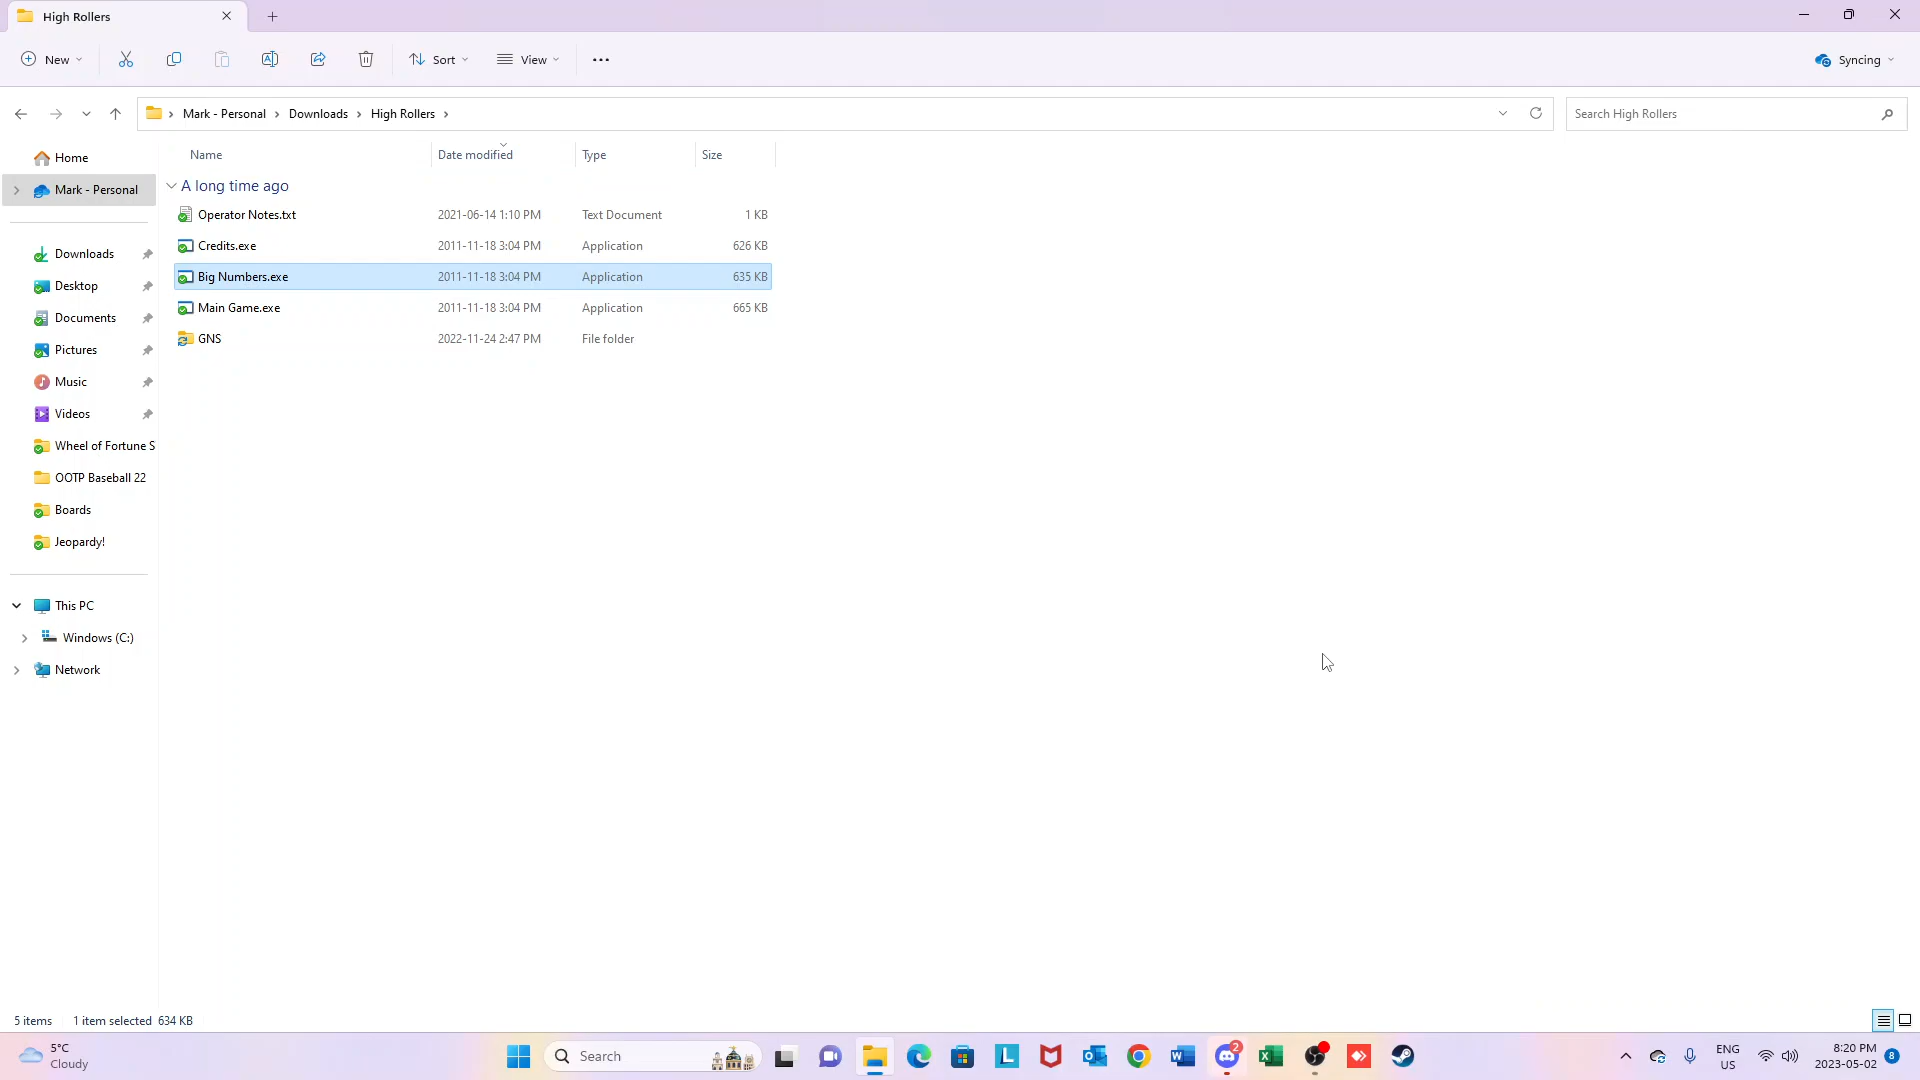 High Rollers
New
Sort
View
Syncing
Mark - Personal
Downloads
High Rollers
Search High Rollers
Name
Date modified
Type
Size
Home
Mark - Personal
Downloads
Desktop
Documents
Pictures
Music
Videos
Wheel of Fortune S
OOTP Baseball 22
Boards
Jeopardy!
This PC
Windows (C:)
Network
A long time ago
Operator Notes.txt 2021-06-14 1:10 PM Text Document 1 KB
Credits.exe 2011-11-18 3:04 PM Application 626 KB
Big Numbers.exe 2011-11-18 3:04 PM Application 635 KB
Main Game.exe 2011-11-18 3:04 PM Application 665 KB
GNS 2022-11-24 2:47 PM File folder
5 items 1 item selected 634 KB
5°C
Cloudy
Search
2
ENG
US
8:20 PM
2023-05-02
8